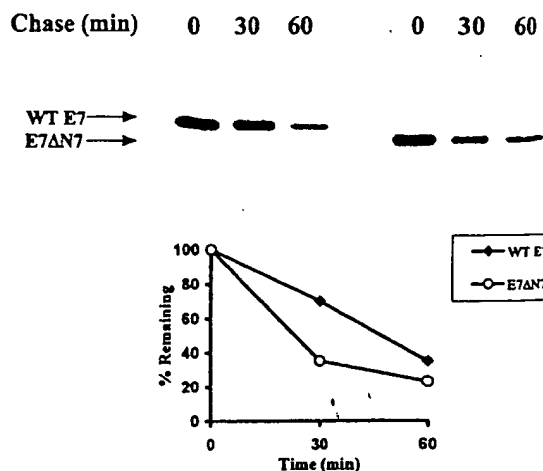 Chase (min) 0 30 60 0 30 60
WT E7
E7ΔN7
100
80
60
40
20
0
% Remaining
0 30 60
Time (min)
WT E7
E7ΔN7